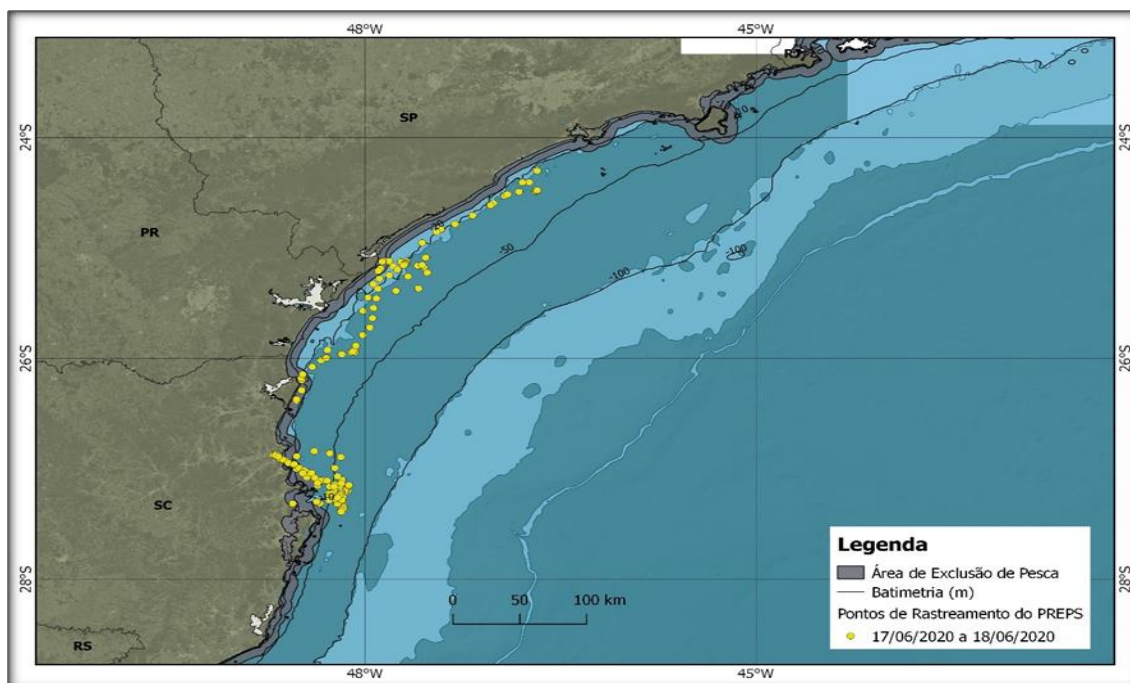 48°W
45°W
RJ
SP
24°S
24°S
-50
PR
-100
-100
26°S
26°S
SC
Legenda
Área de Exclusão de Pesca
Batimetria (m)
Pontos de Rastreamento do PREPS
17/06/2020 a 18/06/2020
28°S
28°S
0 50 100 km
RS
48°W
45°W